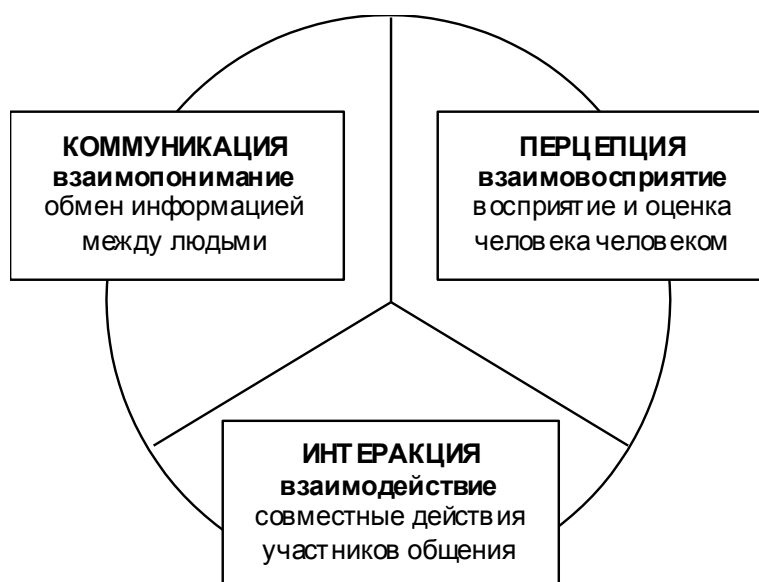 КОММУНИКАЦИЯ
взаимопонимание
обмен информацией
между людьми
ПЕРЦЕПЦИЯ
взаимовосприятие
восприятие и оценка
человека человеком
ИНТЕРАКЦИЯ
взаимодействие
совместные действия
участников общения